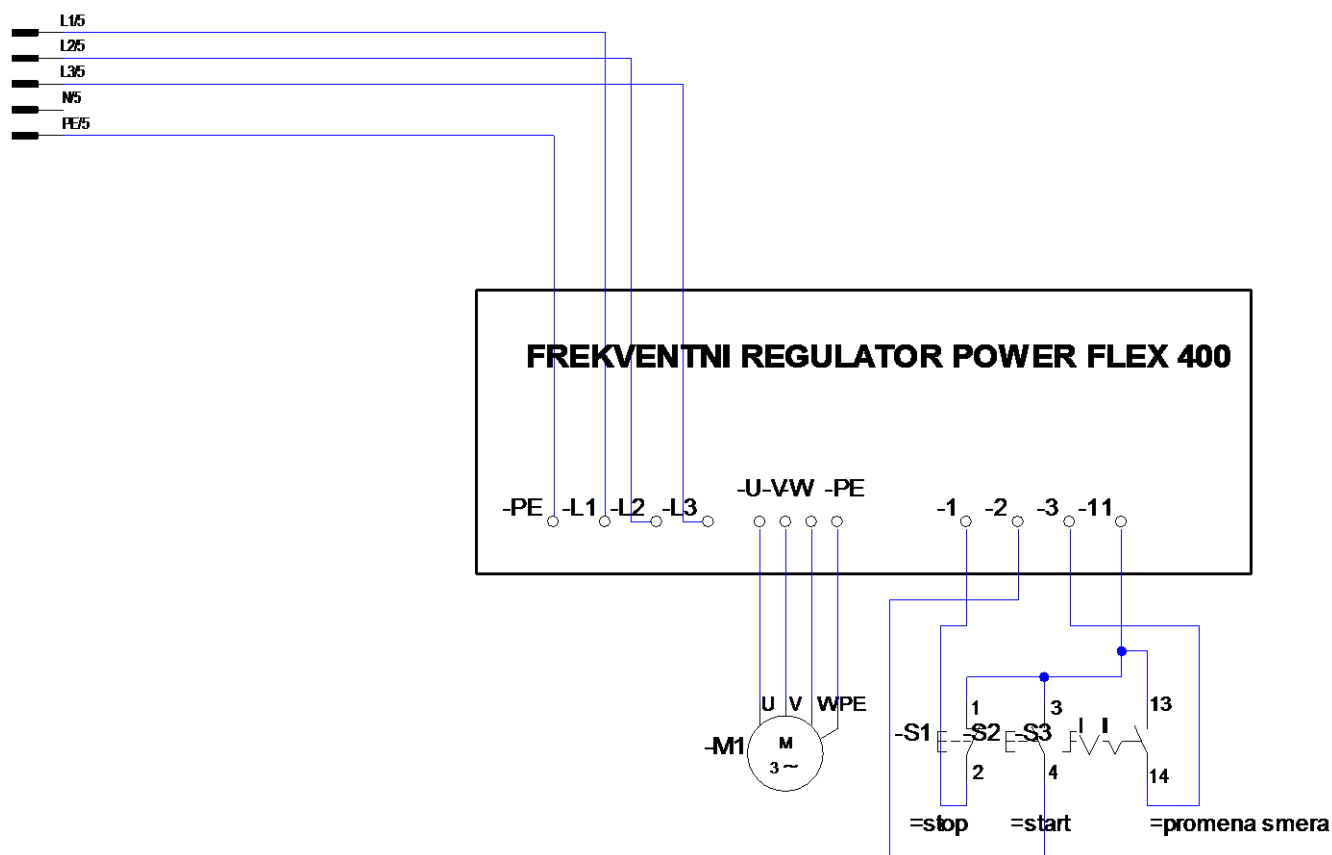 L1/5
L2/5
L3/5
N/5
PE/5
FREKVENTNI REGULATOR POWER FLEX 400
-PE -L1 -L2 -L3 -U -V -W -PE -1 -2 -3 -11
U V W PE
-M1 M
3 ~
1 3 13
-S1 -S2 -S3 I II
2 4 14
=stop =start =promena smera